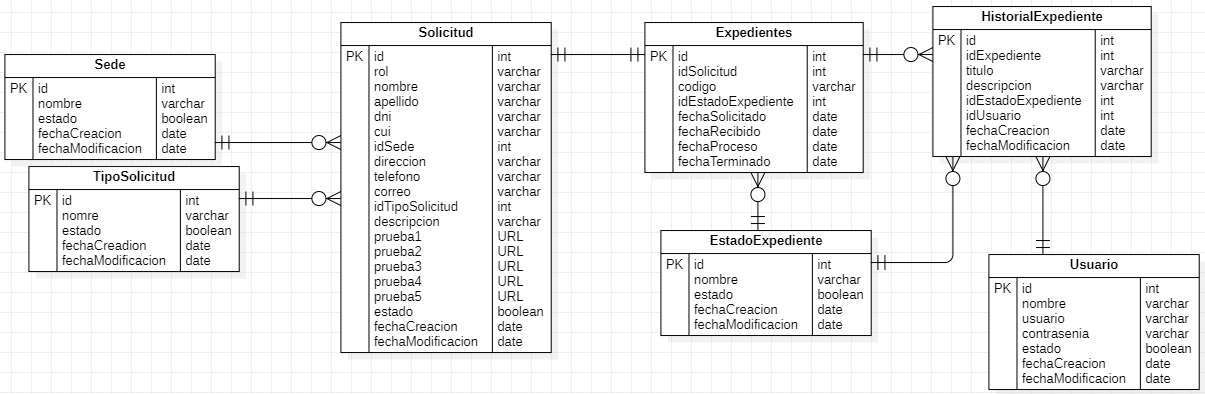 Sede
PK id int
nombre varchar
estado boolean
fechaCreacion date
fechaModificacion date
TipoSolicitud
PK id int
nomre varchar
estado boolean
fechaCreadion date
fechaModificacion date
Solicitud
PK id int
rol varchar
nombre varchar
apellido varchar
dni varchar
cui varchar
idSede int
direccion varchar
telefono varchar
correo varchar
idTipoSolicitud int
descripcion varchar
prueba1 URL
prueba2 URL
prueba3 URL
prueba4 URL
prueba5 URL
estado boolean
fechaCreacion date
fechaModificacion date
Expedientes
PK id int
idSolicitud int
codigo varchar
idEstadoExpediente int
fechaSolicitado date
fechaRecibido date
fechaProceso date
fechaTerminado date
EstadoExpediente
PK id int
nombre varchar
estado boolean
fechaCreacion date
fechaModificacion date
HistorialExpediente
PK id int
idExpediente int
titulo varchar
descripcion varchar
idEstadoExpediente int
idUsuario int
fechaCreacion date
fechaModificacion date
Usuario
PK id int
nombre varchar
usuario varchar
contrasenia varchar
estado boolean
fechaCreacion date
fechaModificacion date